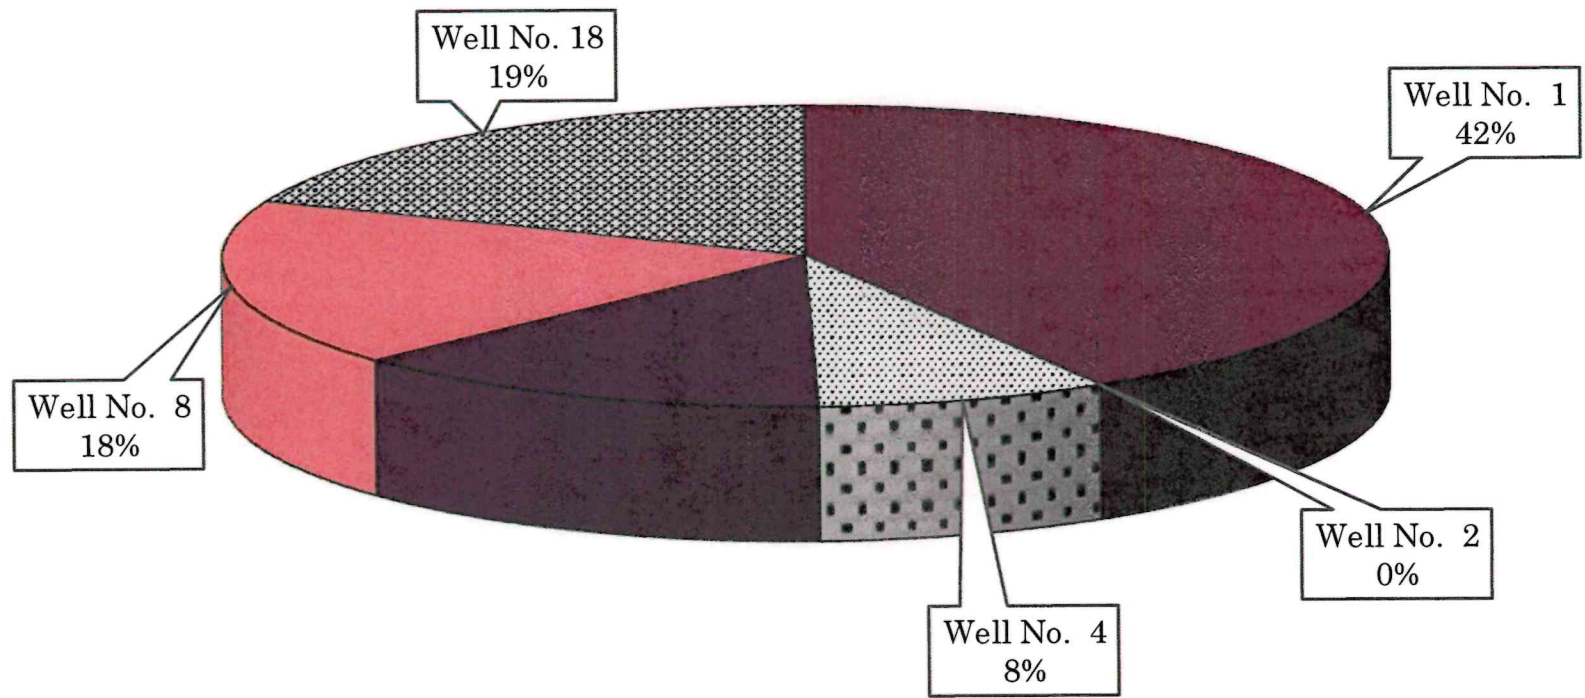 Well No. 18
19%
Well No.  1
42%
Well No.  8
18%
Well No.  2
0%
Well No.  4
8%